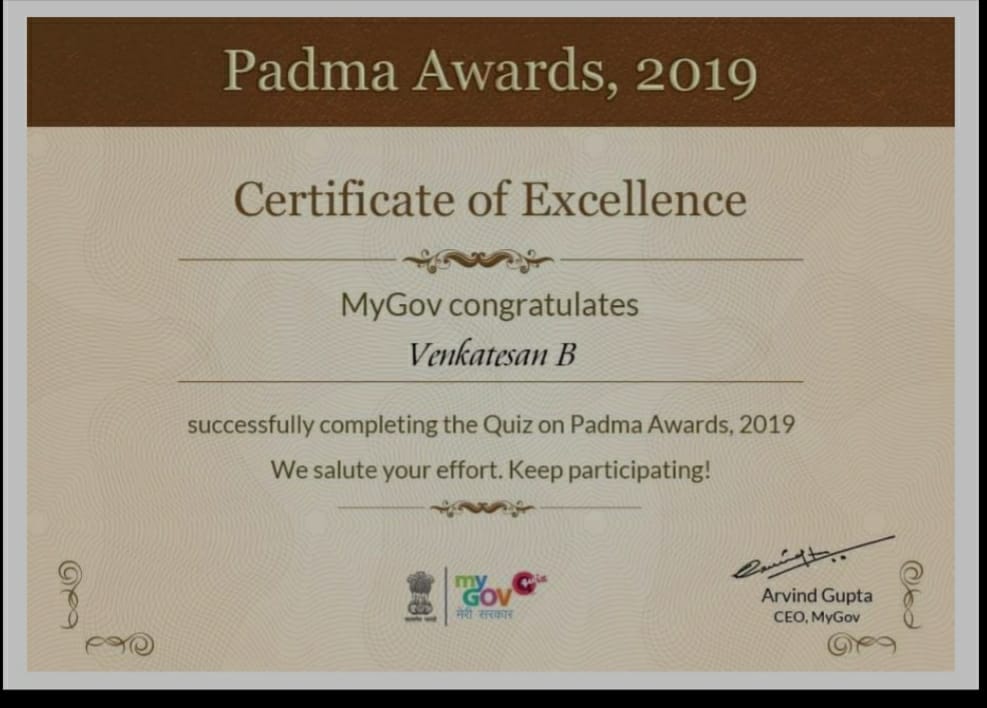 Padma Awards, 2019
Certificate of Excellence
MyGov congratulates
Venkatesan B
successfully completing the Quiz on Padma Awards, 2019
We salute your effort. Keep participating!
my
GOV Quiz
मेरी सरकार
Arvind Gupta
CEO, MyGov